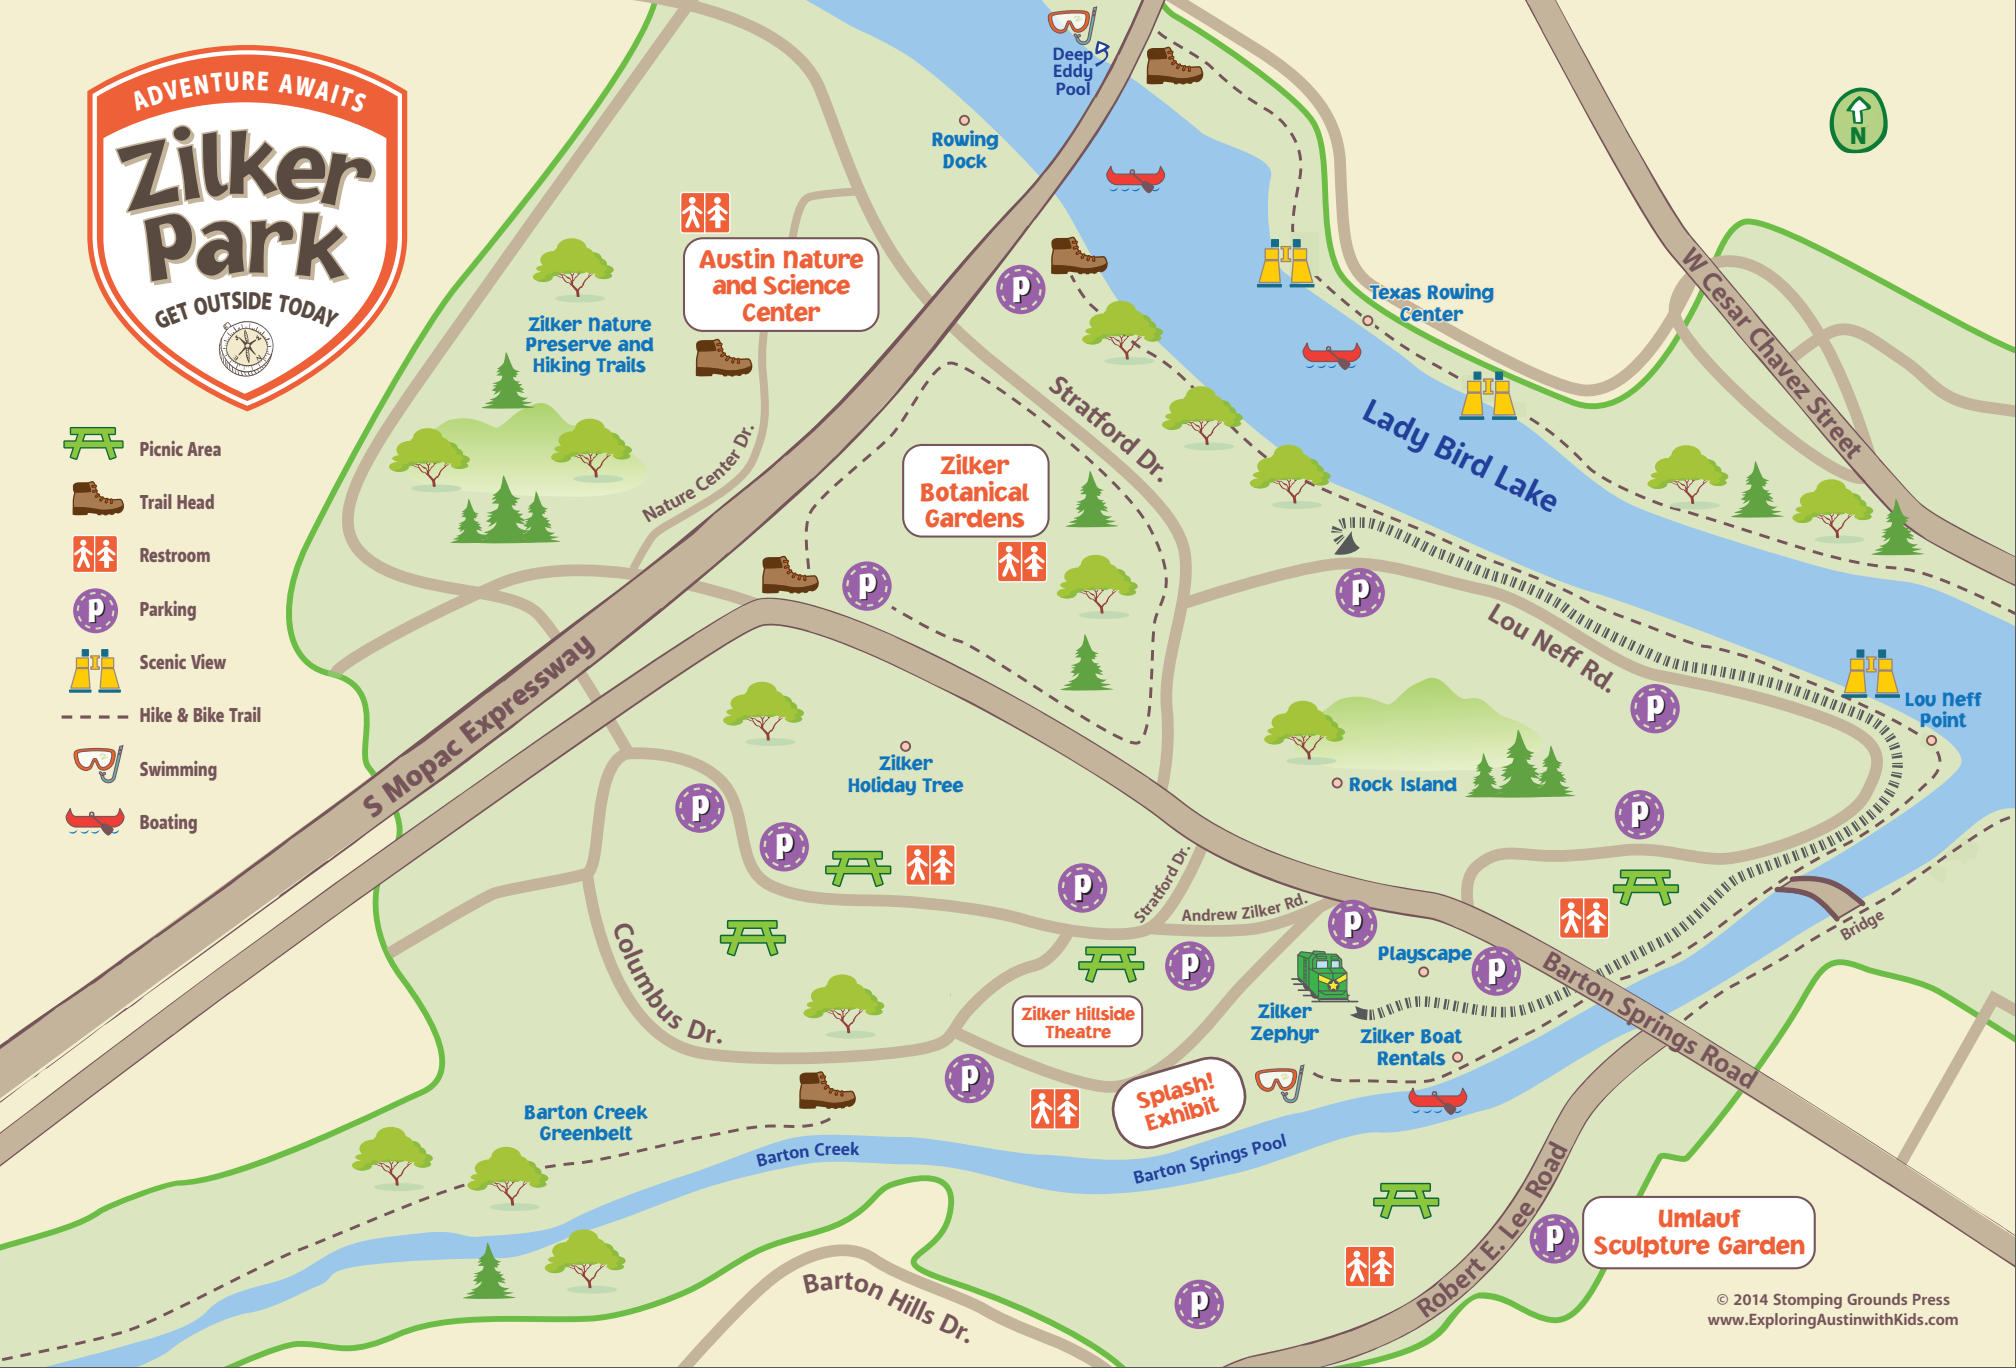 ADVENTURE AWAITS
Zilker
Park
GET OUTSIDE TODAY
Picnic Area
Trail Head
Restroom
P
Parking
Scenic View
Hike & Bike Trail
Swimming
Boating
Deep
Eddy
Pool
Rowing
Dock
N
Austin Nature
and Science
Center
Zilker Nature
Preserve and
Hiking Trails
P
Texas Rowing
Center
W Cesar Chavez Street
Stratford Dr.
Lady Bird Lake
Nature Center Dr.
Zilker
Botanical
Gardens
P
P
Lou Neff Rd.
S Mopac Expressway
P
Lou Neff
Point
Zilker
Holiday Tree
Rock Island
P
P
P
P
Stratford Dr.
Andrew Zilker Rd.
P
Bridge
Columbus Dr.
P
Playscape
P
Barton Springs Road
Zilker Hillside
Theatre
Zilker
Zephyr
Zilker Boat
Rentals
P
Splash!
Exhibit
Barton Creek
Greenbelt
Barton Creek
Barton Springs Pool
Robert E. Lee Road
P
Umlauf
Sculpture Garden
Barton Hills Dr.
P
© 2014 Stomping Grounds Press
www.ExploringAustinwithKids.com